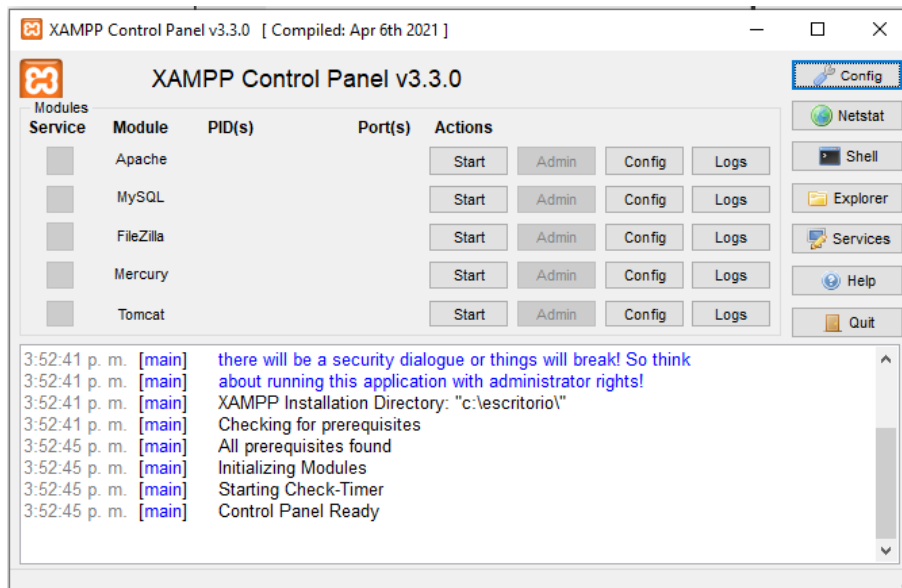 XAMPP Control Panel v3.3.0 [ Compiled: Apr 6th 2021 ]
XAMPP Control Panel v3.3.0
Config
Modules
Service Module PID(s) Port(s) Actions
Netstat
Apache Start Admin Config Logs
Shell
MySQL Start Admin Config Logs
Explorer
FileZilla Start Admin Config Logs
Services
Mercury Start Admin Config Logs
Help
Tomcat Start Admin Config Logs
Quit
3:52:41 p. m. [main] there will be a security dialogue or things will break! So think
3:52:41 p. m. [main] about running this application with administrator rights!
3:52:41 p. m. [main] XAMPP Installation Directory: "c:\escritorio\"
3:52:41 p. m. [main] Checking for prerequisites
3:52:45 p. m. [main] All prerequisites found
3:52:45 p. m. [main] Initializing Modules
3:52:45 p. m. [main] Starting Check-Timer
3:52:45 p. m. [main] Control Panel Ready